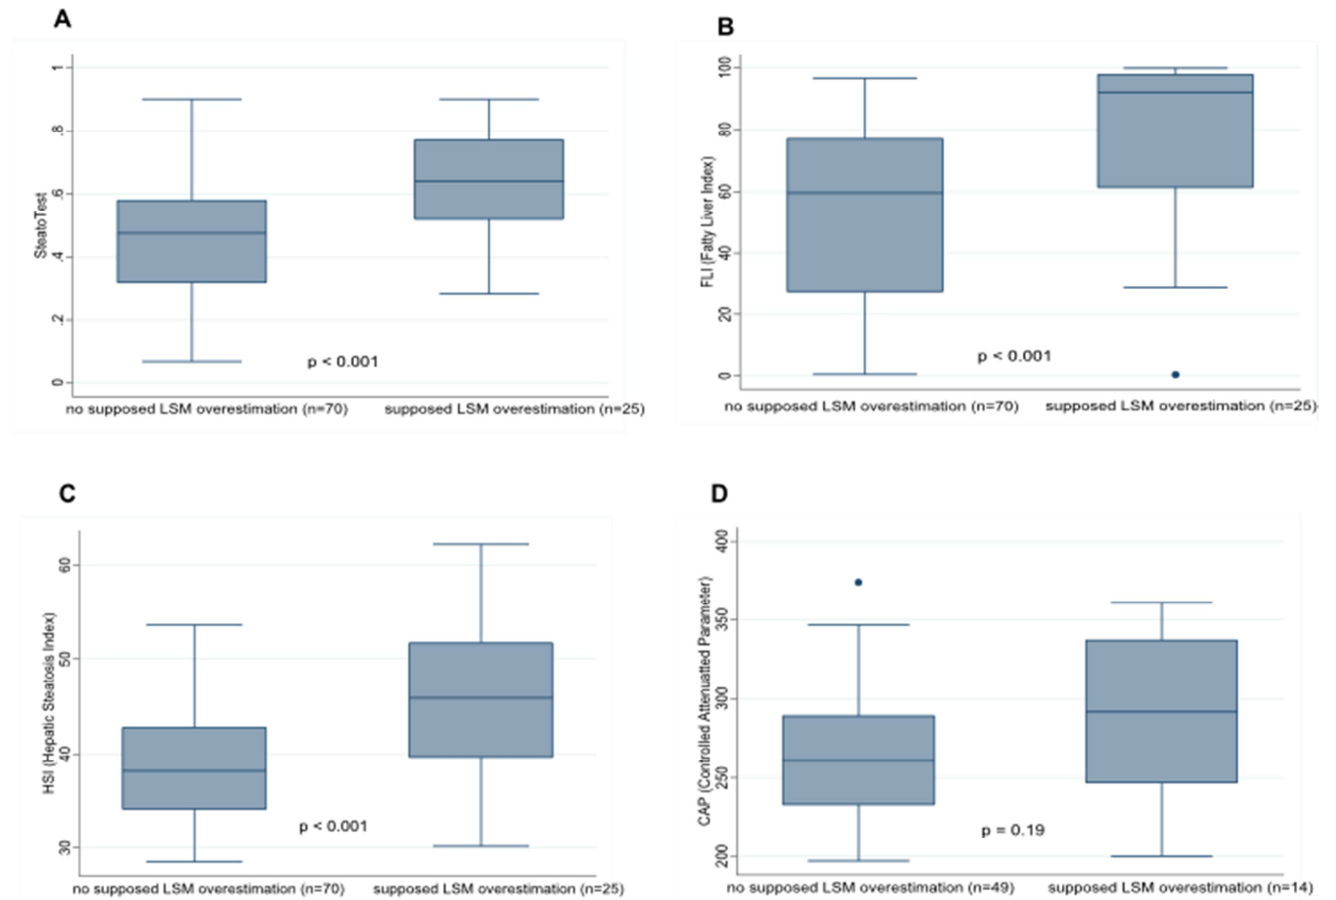 A
SteatoTest
1
.8
.6
.4
.2
0
p < 0.001
no supposed LSM overestimation (n=70)
supposed LSM overestimation (n=25)
B
FLI (Fatty Liver Index)
100
80
60
40
20
0
p < 0.001
no supposed LSM overestimation (n=70)
supposed LSM overestimation (n=25)
C
HSI (Hepatic Steatosis Index)
60
50
40
30
p < 0.001
no supposed LSM overestimation (n=70)
supposed LSM overestimation (n=25)
D
CAP (Controlled Attenuatted Parameter)
400
350
300
250
200
p = 0.19
no supposed LSM overestimation (n=49)
supposed LSM overestimation (n=14)